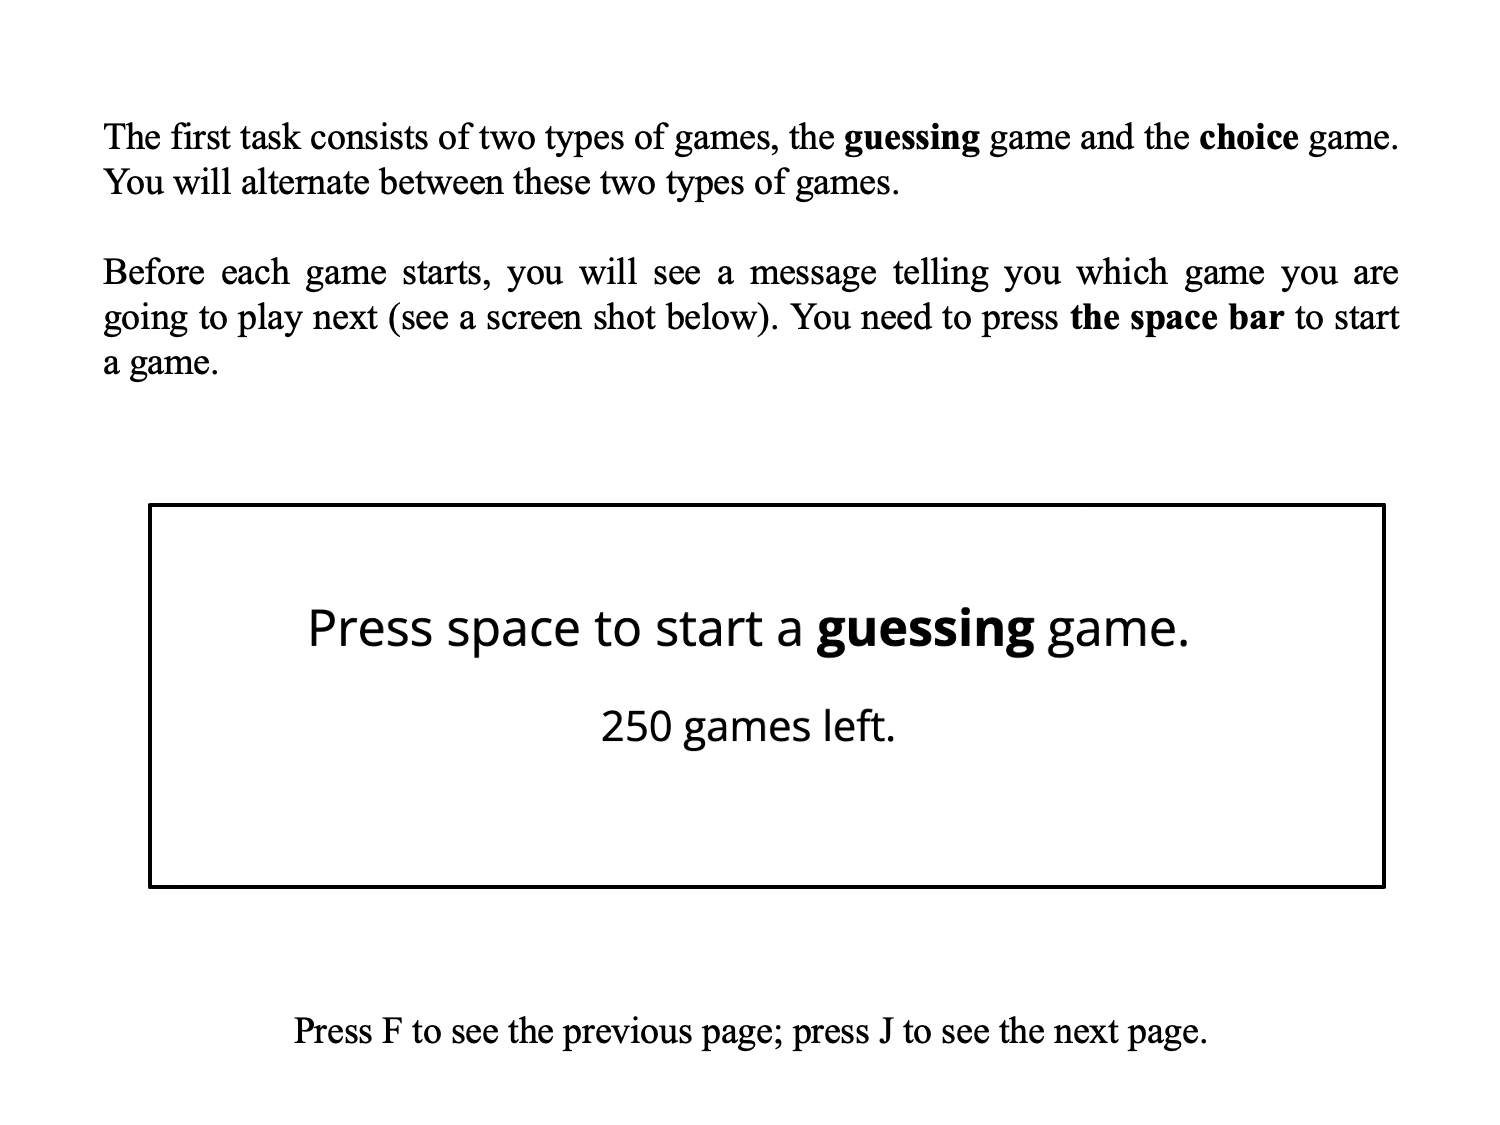 The first task consists of two types of games, the guessing game and the choice game.
You will alternate between these two types of games.
Before each game starts, you will see a message telling you which game you are
going to play next (see a screen shot below). You need to press the space bar to start
a game.
Press space to start a guessing game.
250 games left.
Press F to see the previous page; press J to see the next page.